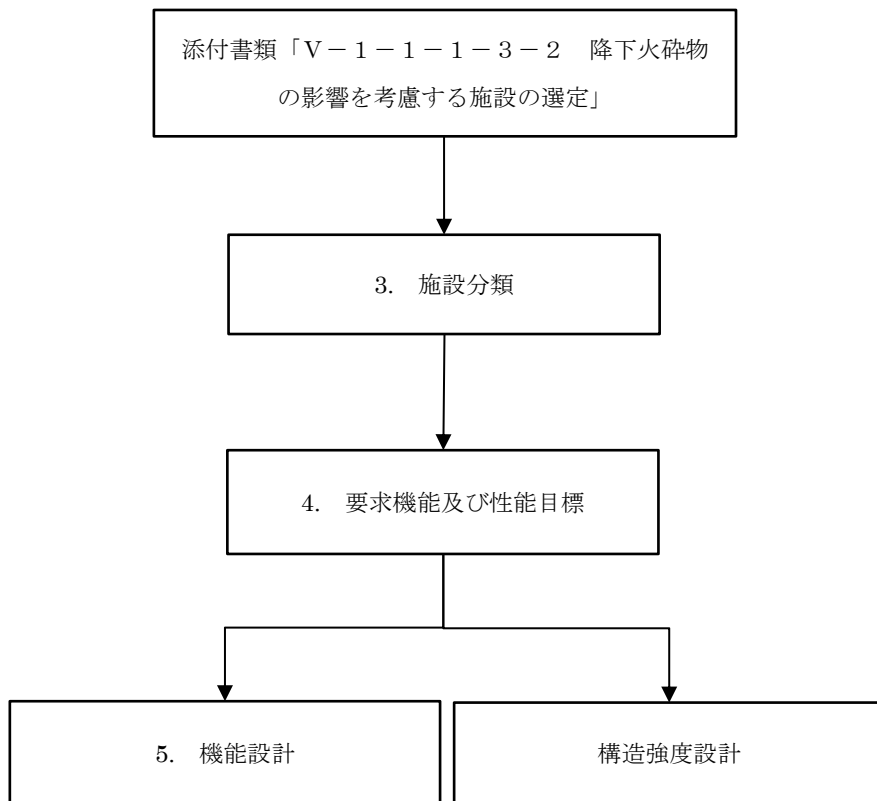 添付書類「Ⅴ－１－１－１－３－２　降下火砕物
の影響を考慮する施設の選定」
3.　施設分類
4.　要求機能及び性能目標
5.　機能設計
構造強度設計